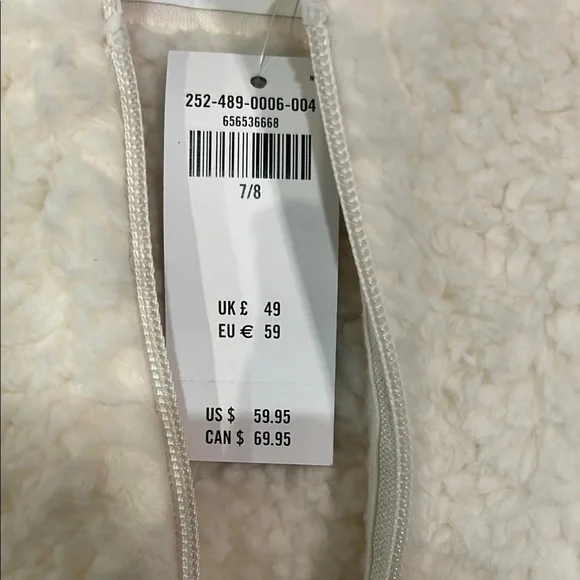 252-489-0006-004
656536668
7/8
UK £ 49
EU € 59
US $ 59.95
CAN $ 69.95